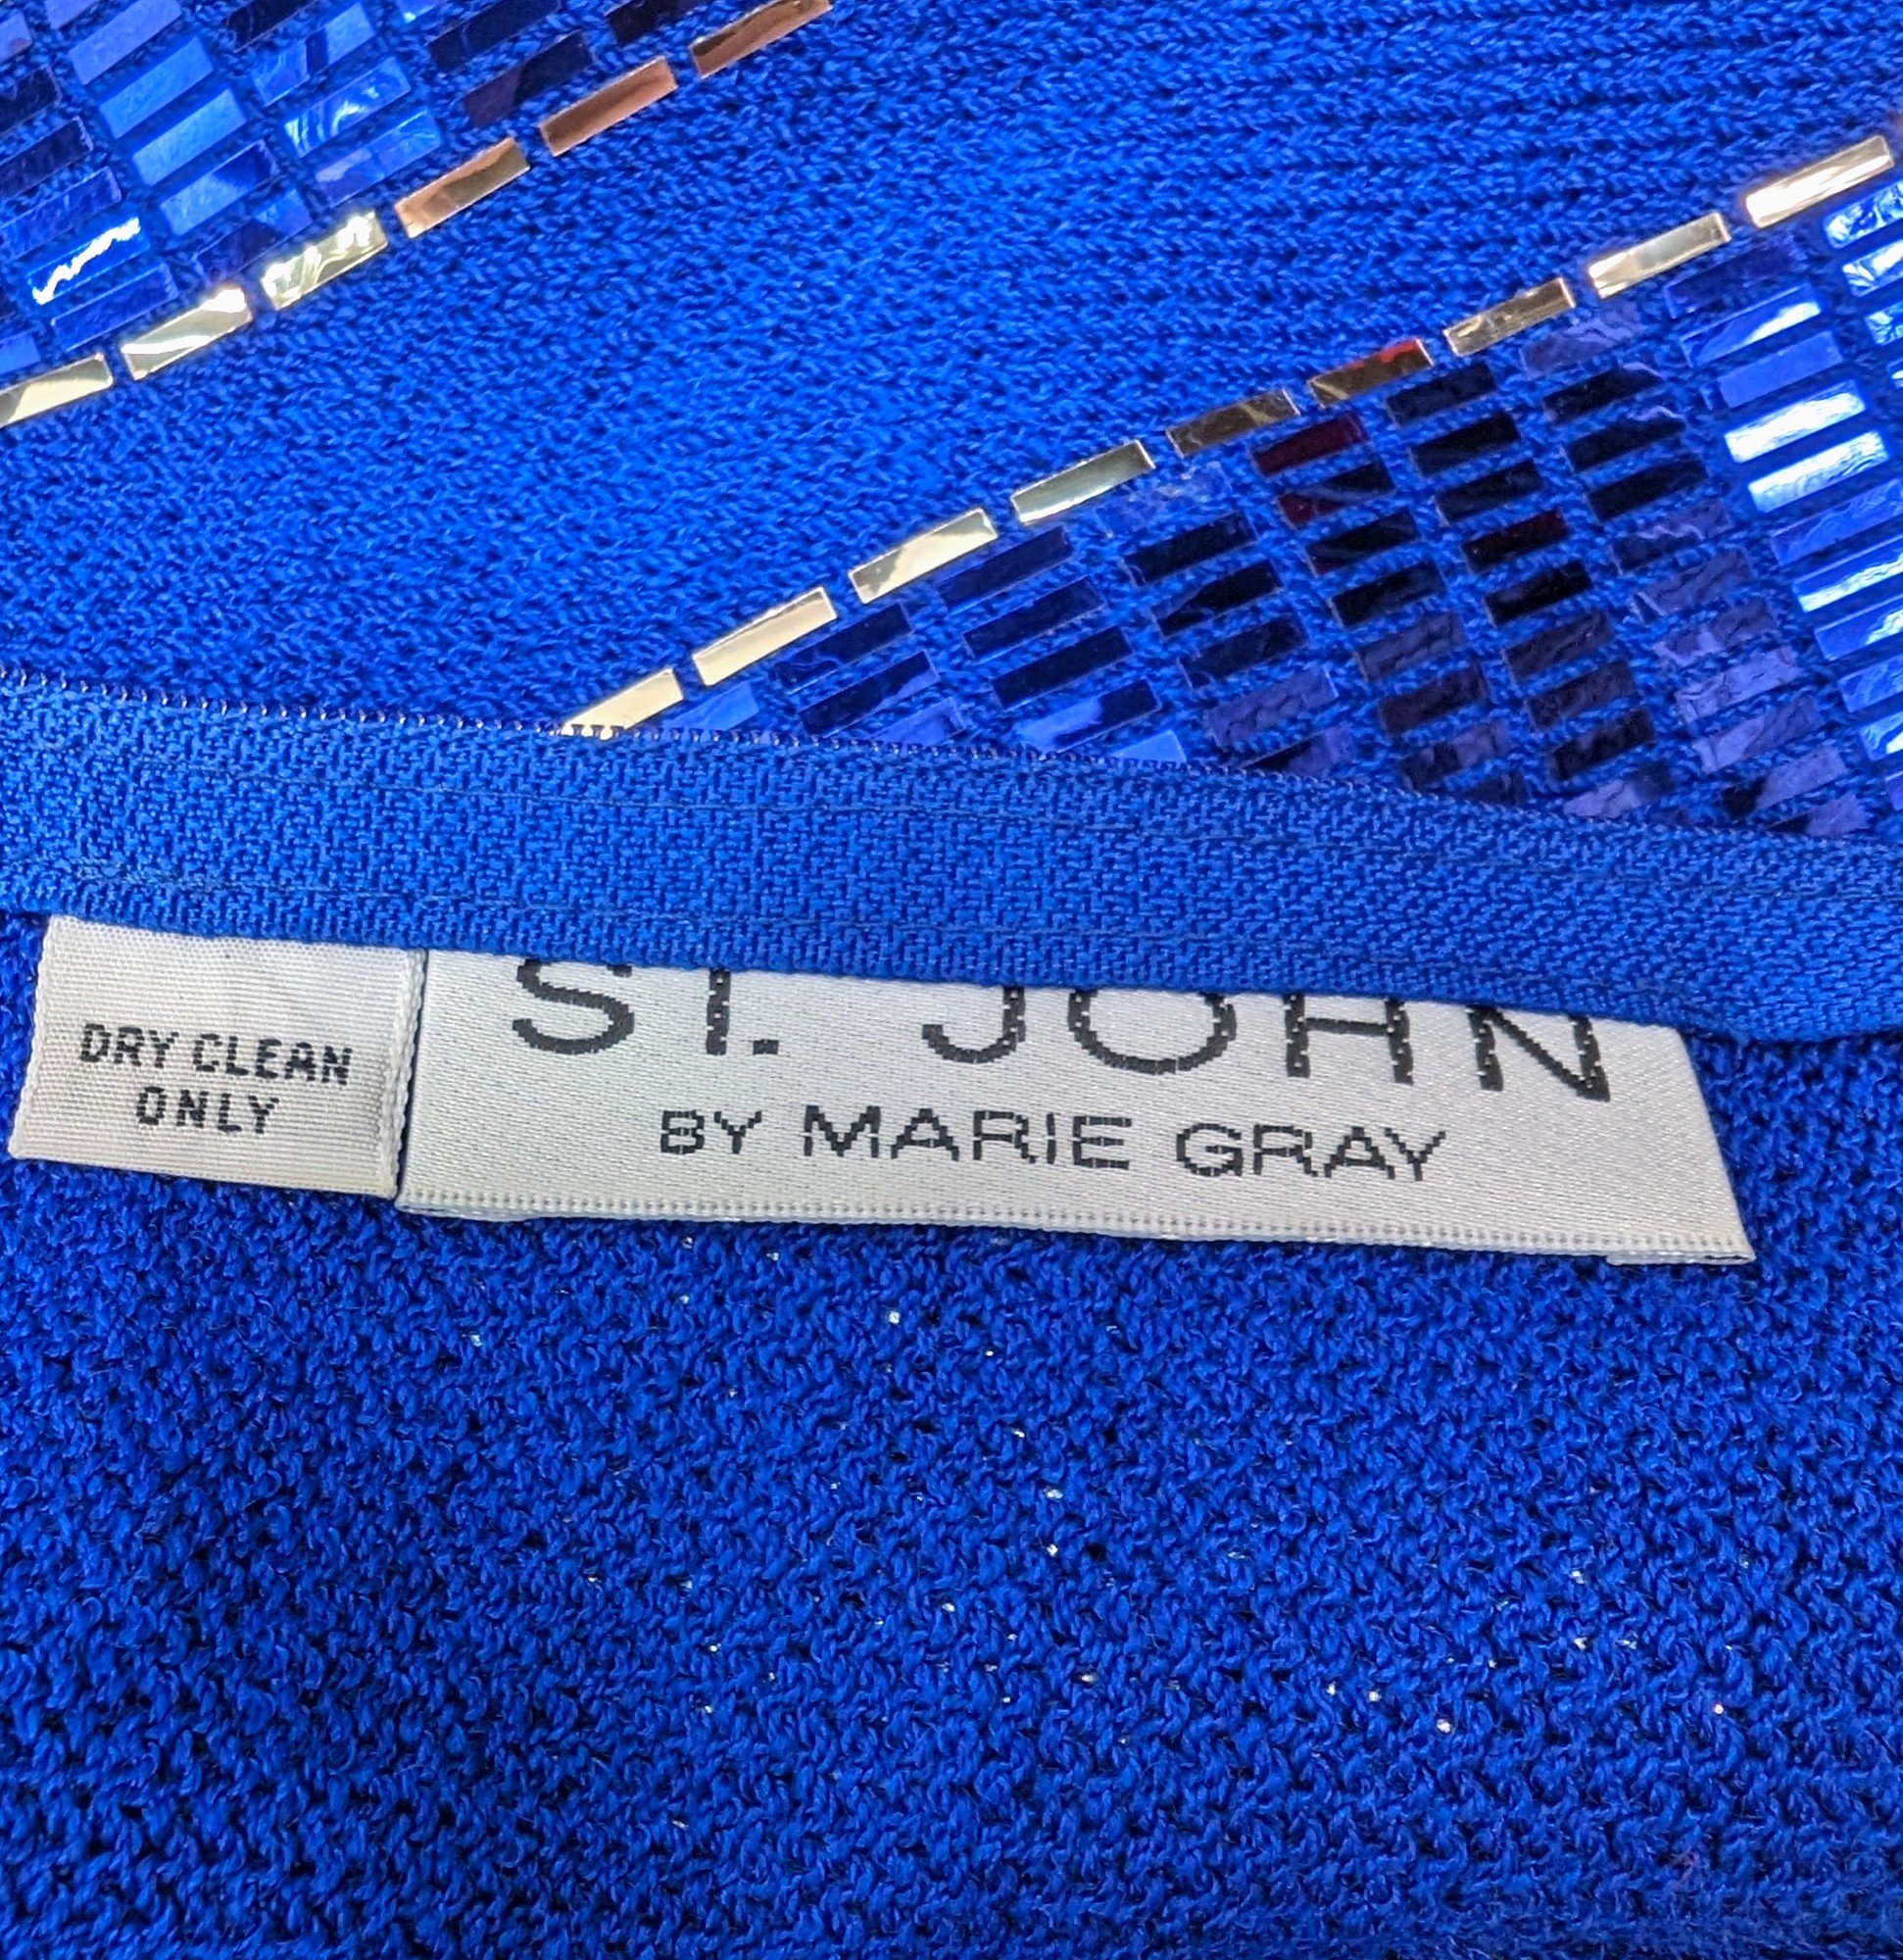 DRY CLEAN
ONLY
ST. JOHN
BY MARIE GRAY